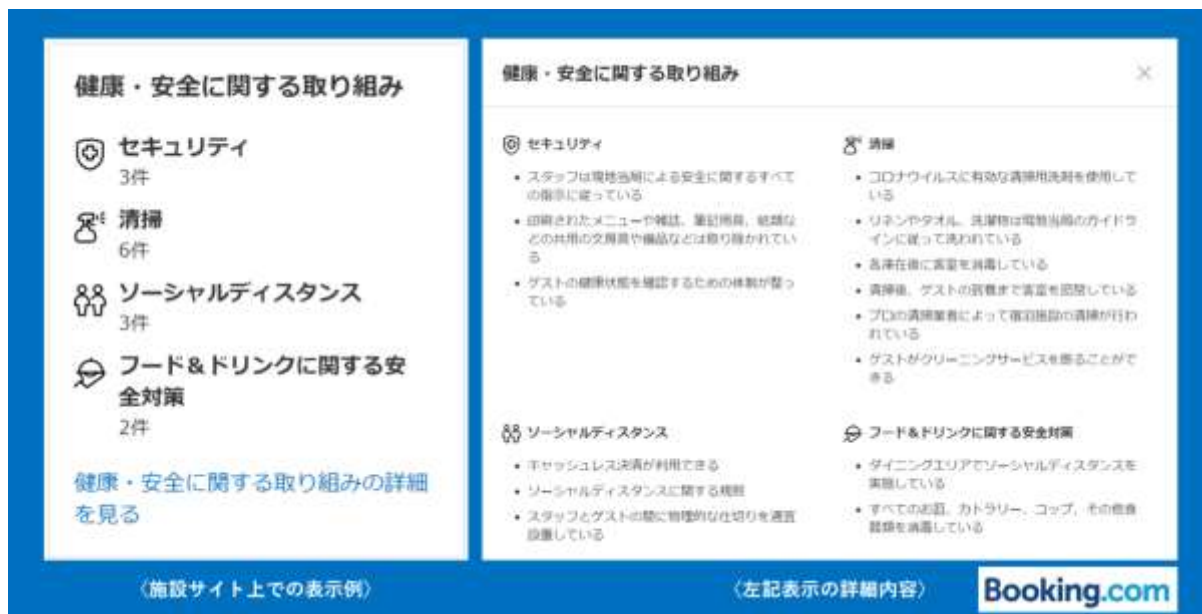 健康・安全に関する取り組み
セキュリティ
3件
清掃
6件
ソーシャルディスタンス
3件
フード&ドリンクに関する安
全対策
2件
健康・安全に関する取り組みの詳細
を見る
〈施設サイト上での表示例〉
健康・安全に関する取り組み
×
セキュリティ
• スタッフは現地当局による安全に関するすべて
の指示に従っている
• 印刷されたメニューや雑誌、筆記用具、紙類な
どの共用の文房具や備品などは取り除かれてい
る
• ゲストの健康状態を確認するための体制が整っ
ている
清掃
• コロナウイルスに有効な清掃用洗剤を使用して
いる
• リネンやタオル、洗濯物は現地当局のガイドラ
インに従って洗われている
• 各滞在後に客室を消毒している
• 清掃後、ゲストの到着まで客室を密閉している
• プロの清掃業者によって宿泊施設の清掃が行わ
れている
• ゲストがクリーニングサービスを断ることがで
きる
ソーシャルディスタンス
• キャッシュレス決済が利用できる
• ソーシャルディスタンスに関する規則
• スタッフとゲストの間に物理的な仕切りを適宜
設置している
フード&ドリンクに関する安全対策
• ダイニングエリアでソーシャルディスタンスを
実施している
• すべてのお皿、カトラリー、コップ、その他食
器類を消毒している
〈左記表示の詳細内容〉
Booking.com